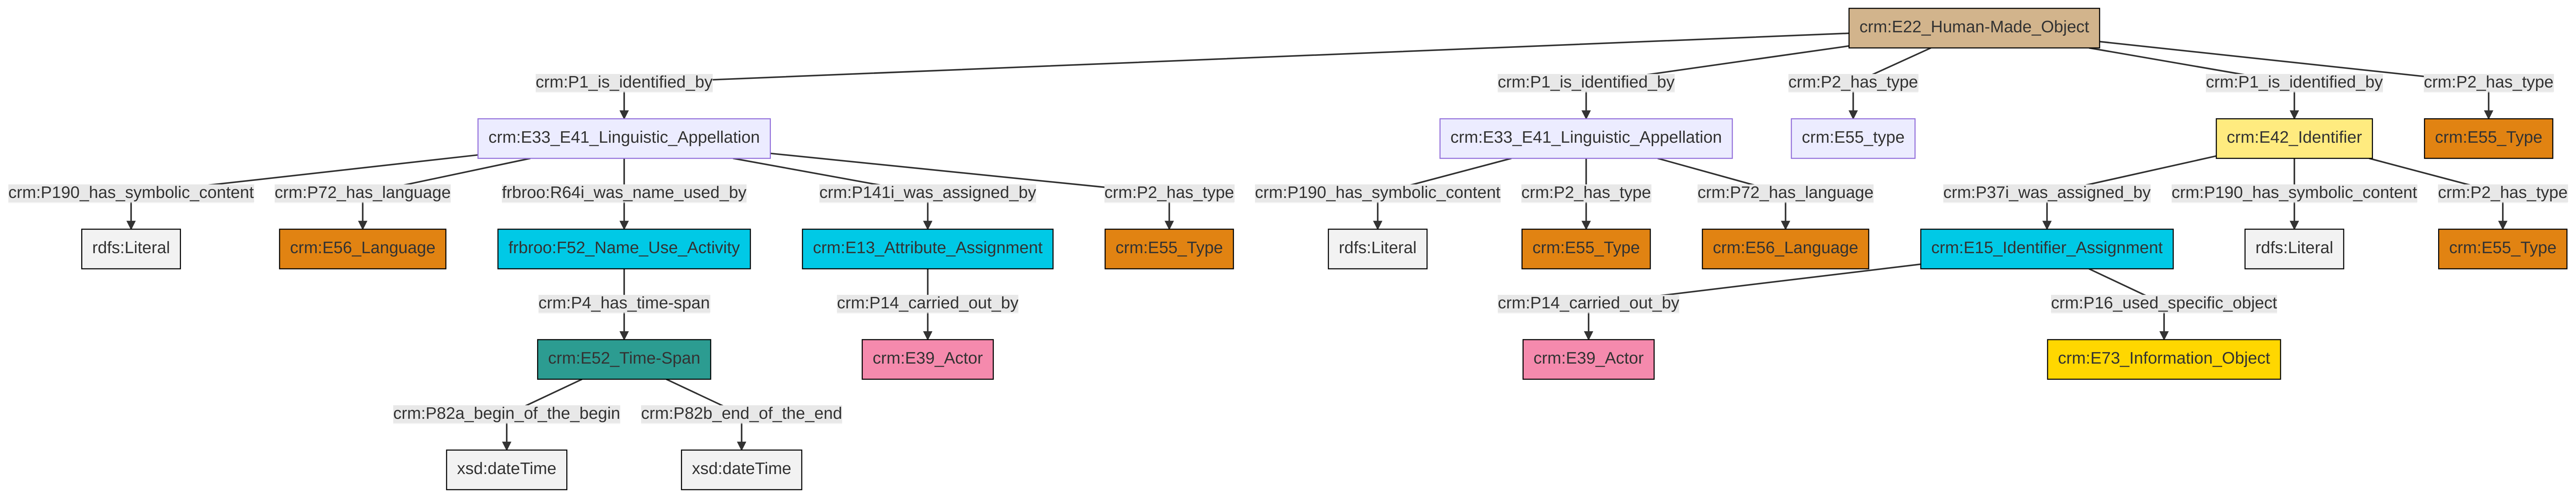 crm:E22_Human-Made_Object
crm:P1_is_identified_by
crm:P1_is_identified_by
crm:P2_has_type
crm:P1_is_identified_by
crm:P2_has_type
crm:E33_E41_Linguistic_Appellation
crm:E33_E41_Linguistic_Appellation
crm:E55_type
crm:E42_Identifier
crm:E55_Type
crm:P190_has_symbolic_content
crm:P72_has_language
frbroo:R64i_was_name_used_by
crm:P141i_was_assigned_by
crm:P2_has_type
crm:P190_has_symbolic_content
crm:P2_has_type
crm:P72_has_language
crm:P37i_was_assigned_by
crm:P190_has_symbolic_content
crm:P2_has_type
rdfs:Literal
crm:E56_Language
frbroo:F52_Name_Use_Activity
crm:E13_Attribute_Assignment
crm:E55_Type
rdfs:Literal
crm:E55_Type
crm:E56_Language
crm:E15_Identifier_Assignment
rdfs:Literal
crm:E55_Type
crm:P4_has_time-span
crm:P14_carried_out_by
crm:P14_carried_out_by
crm:P16_used_specific_object
crm:E52_Time-Span
crm:E39_Actor
crm:E39_Actor
crm:E73_Information_Object
crm:P82a_begin_of_the_begin
crm:P82b_end_of_the_end
xsd:dateTime
xsd:dateTime